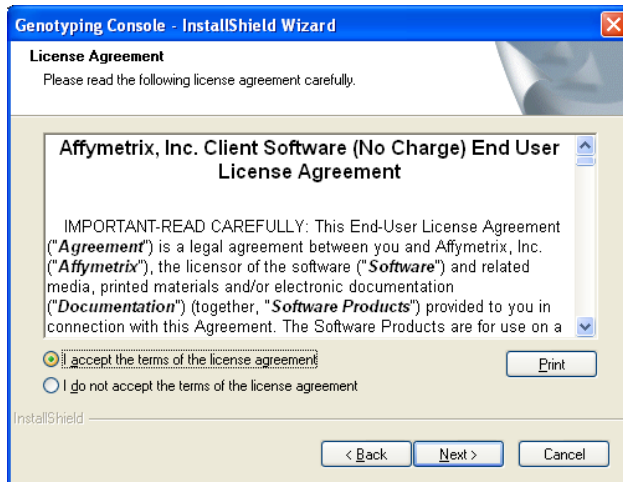 Genotyping Console - InstallShield Wizard
License Agreement
Please read the following license agreement carefully.
Affymetrix, Inc. Client Software (No Charge) End User
License Agreement
IMPORTANT-READ CAREFULLY: This End-User License Agreement
("Agreement") is a legal agreement between you and Affymetrix, Inc.
("Affymetrix"), the licensor of the software ("Software") and related
media, printed materials and/or electronic documentation
("Documentation") (together, "Software Products") provided to you in
connection with this Agreement. The Software Products are for use on a
I accept the terms of the license agreement
Print
I do not accept the terms of the license agreement
InstallShield
< Back
Next >
Cancel